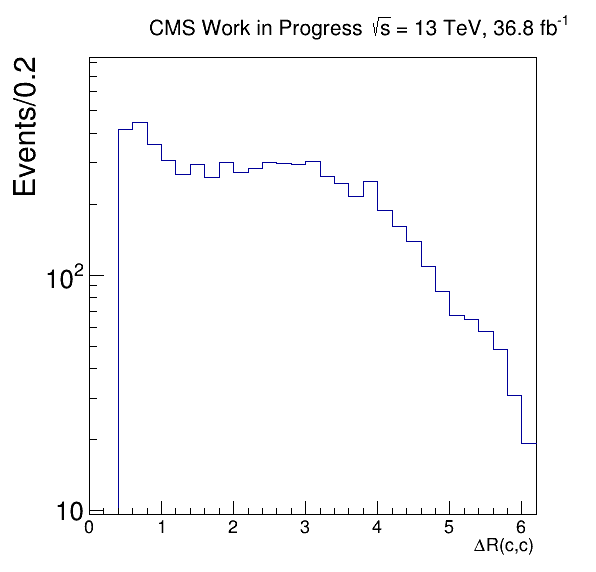 CMS Work in Progress √s = 13 TeV, 36.8 fb⁻¹
Events/0.2
10²
10
0 1 2 3 4 5 6
ΔR(c,c)